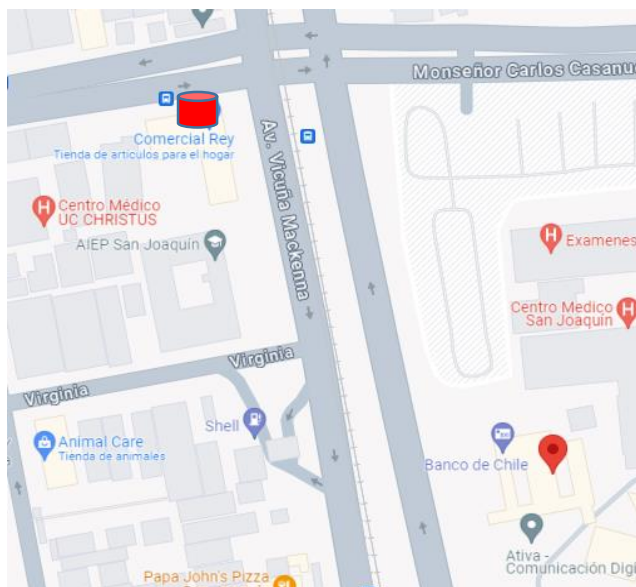 Monseñor Carlos Casanue
Comercial Rey
Tienda de artículos para el hogar
Av. Vicuña Mackenna
Centro Médico
UC CHRISTUS
AIEP San Joaquín
Examenes
Centro Medico
San Joaquín
Virginia
Virginia
Shell
Animal Care
Tienda de animales
Banco de Chile
Ativa -
Comunicación Digi
Papa John's Pizza